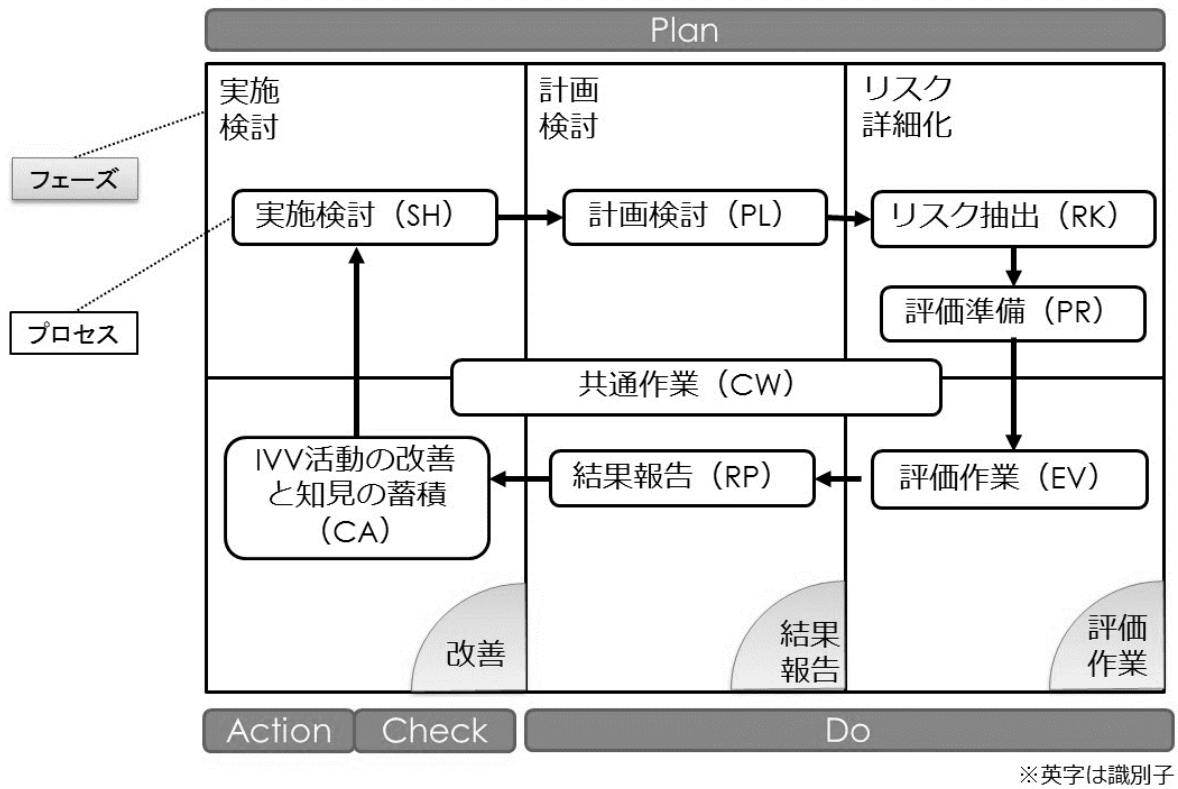 Plan
実施
検討
計画
検討
リスク
詳細化
フェーズ
実施検討（SH）
計画検討（PL）
リスク抽出（RK）
評価準備（PR）
プロセス
共通作業（CW）
IVV活動の改善
と知見の蓄積
（CA）
結果報告（RP）
評価作業（EV）
改善
結果
報告
評価
作業
Action
Check
Do
※英字は識別子